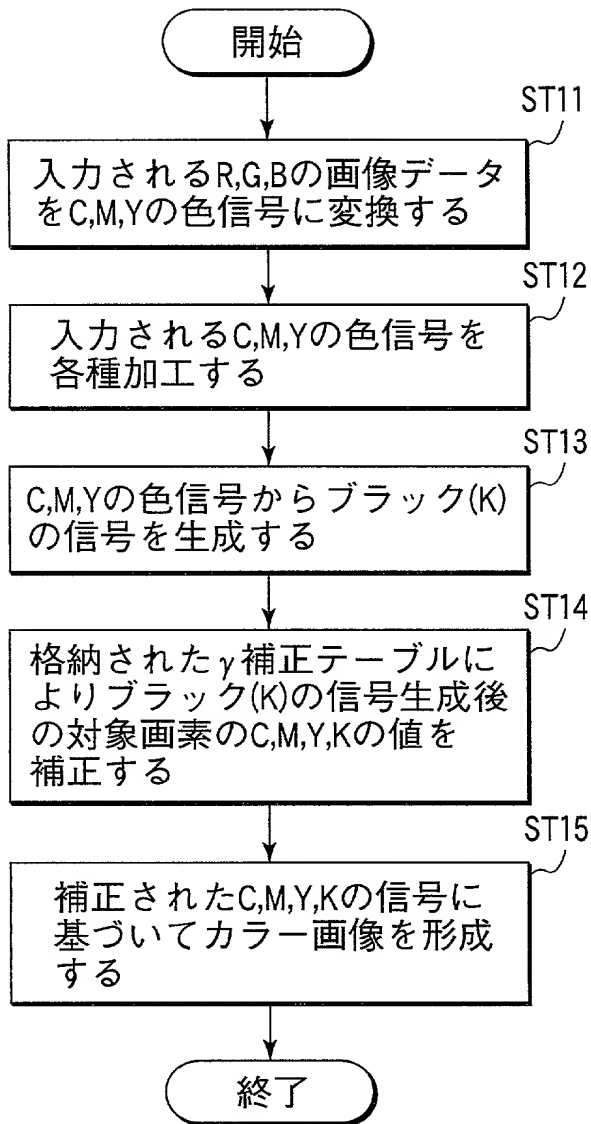 開始
ST11
入力されるR,G,Bの画像データ
をC,M,Yの色信号に変換する
ST12
入力されるC,M,Yの色信号を
各種加工する
ST13
C,M,Yの色信号からブラック(K)
の信号を生成する
ST14
格納されたγ補正テーブルに
よりブラック(K)の信号生成後
の対象画素のC,M,Y,Kの値を
補正する
ST15
補正されたC,M,Y,Kの信号に
基づいてカラー画像を形成
する
終了